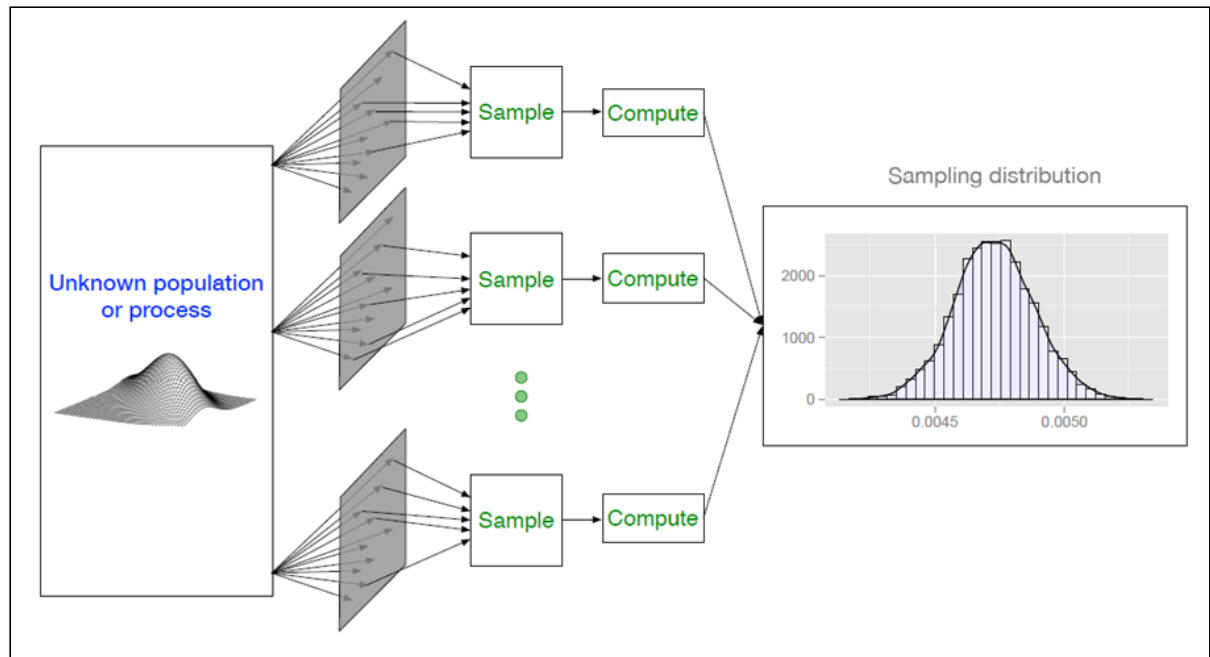 Unknown population
or process
Sample
Compute
Sample
Compute
Sample
Compute
Sampling distribution
2000
1000
0
0.0045
0.0050